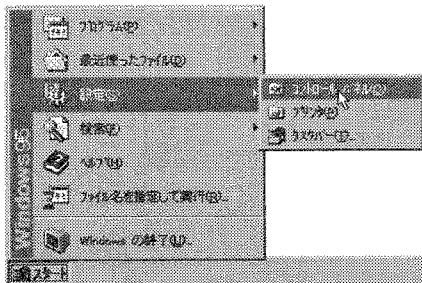 プログラム(P)
最近使ったファイル(D)
設定(S)
コントロール パネル(C)
プリンタ(P)
タスクバー(T)...
検索(F)
ヘルプ(H)
ファイル名を指定して実行(R)...
Windows の終了(U)...
スタート
Windows95